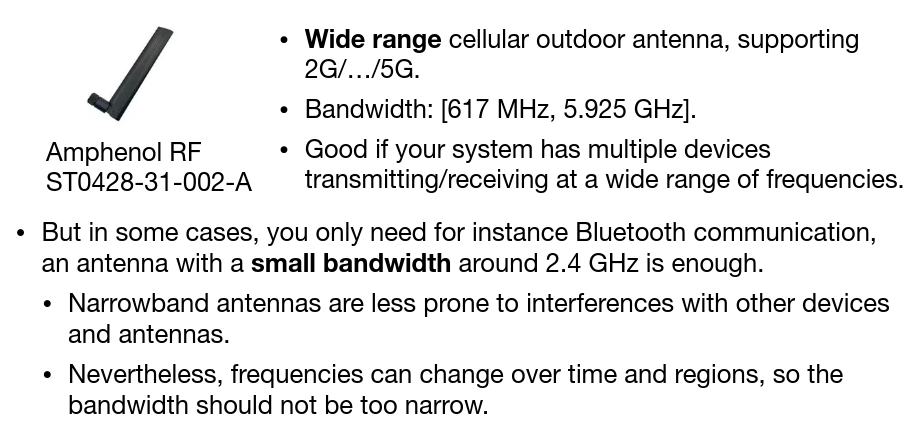 • Wide range cellular outdoor antenna, supporting
2G/…/5G.
• Bandwidth: [617 MHz, 5.925 GHz].
• Good if your system has multiple devices
transmitting/receiving at a wide range of frequencies.
Amphenol RF
ST0428-31-002-A
• But in some cases, you only need for instance Bluetooth communication,
an antenna with a small bandwidth around 2.4 GHz is enough.
• Narrowband antennas are less prone to interferences with other devices
and antennas.
• Nevertheless, frequencies can change over time and regions, so the
bandwidth should not be too narrow.